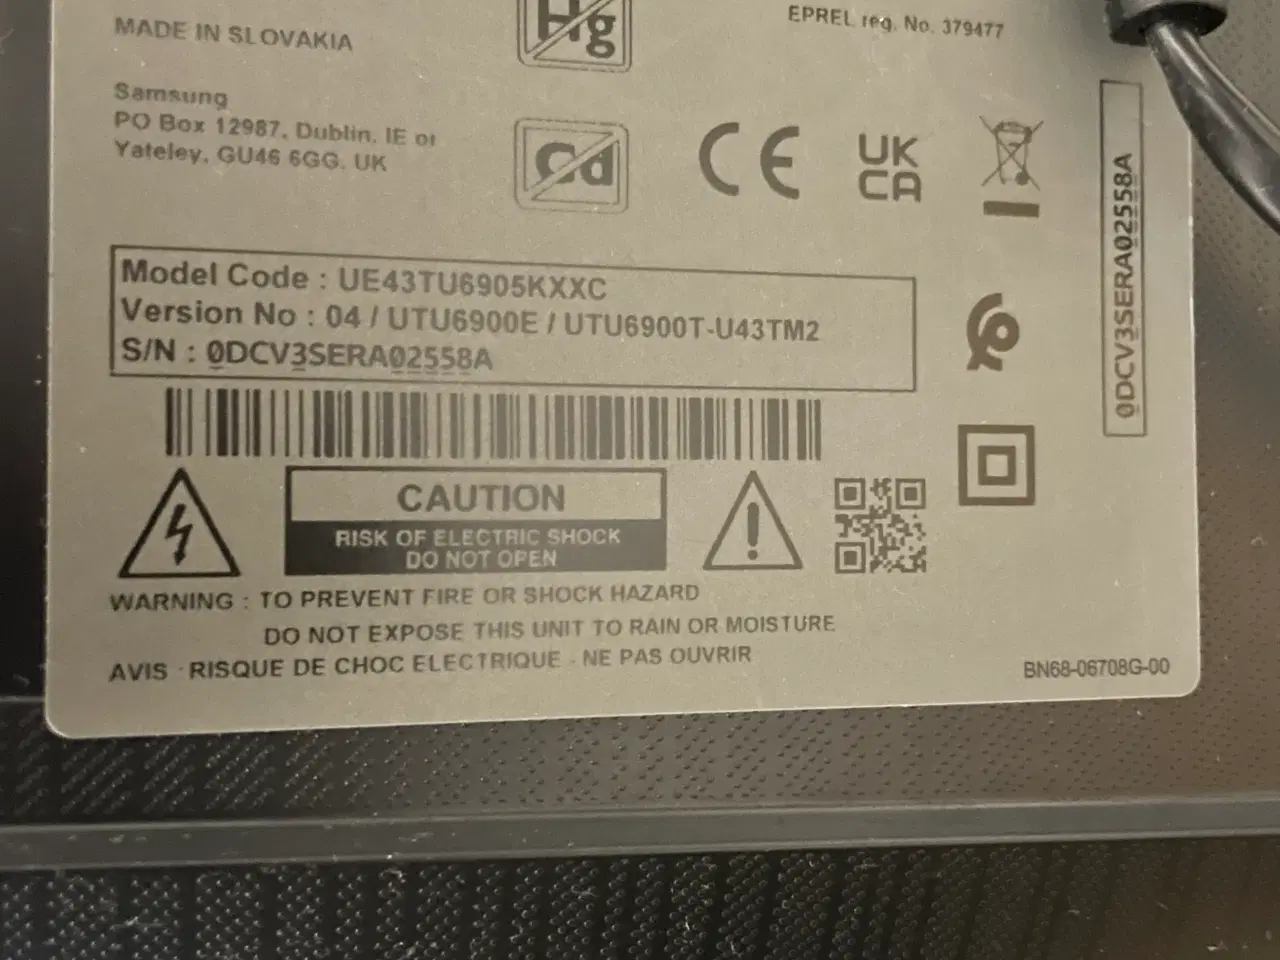 MADE IN SLOVAKIA
Hg
EPREL reg. No. 379477
Samsung
PO Box 12987, Dublin, IE or
Yateley, GU46 6GG, UK
Cd
CE
UK
CA
0DCV3SERA02558A
Model Code : UE43TU6905KXXC
Version No : 04 / UTU6900E / UTU6900T-U43TM2
S/N : 0DCV3SERA02558A
CAUTION
RISK OF ELECTRIC SHOCK
DO NOT OPEN
WARNING : TO PREVENT FIRE OR SHOCK HAZARD
DO NOT EXPOSE THIS UNIT TO RAIN OR MOISTURE
AVIS : RISQUE DE CHOC ELECTRIQUE - NE PAS OUVRIR
BN68-06708G-00